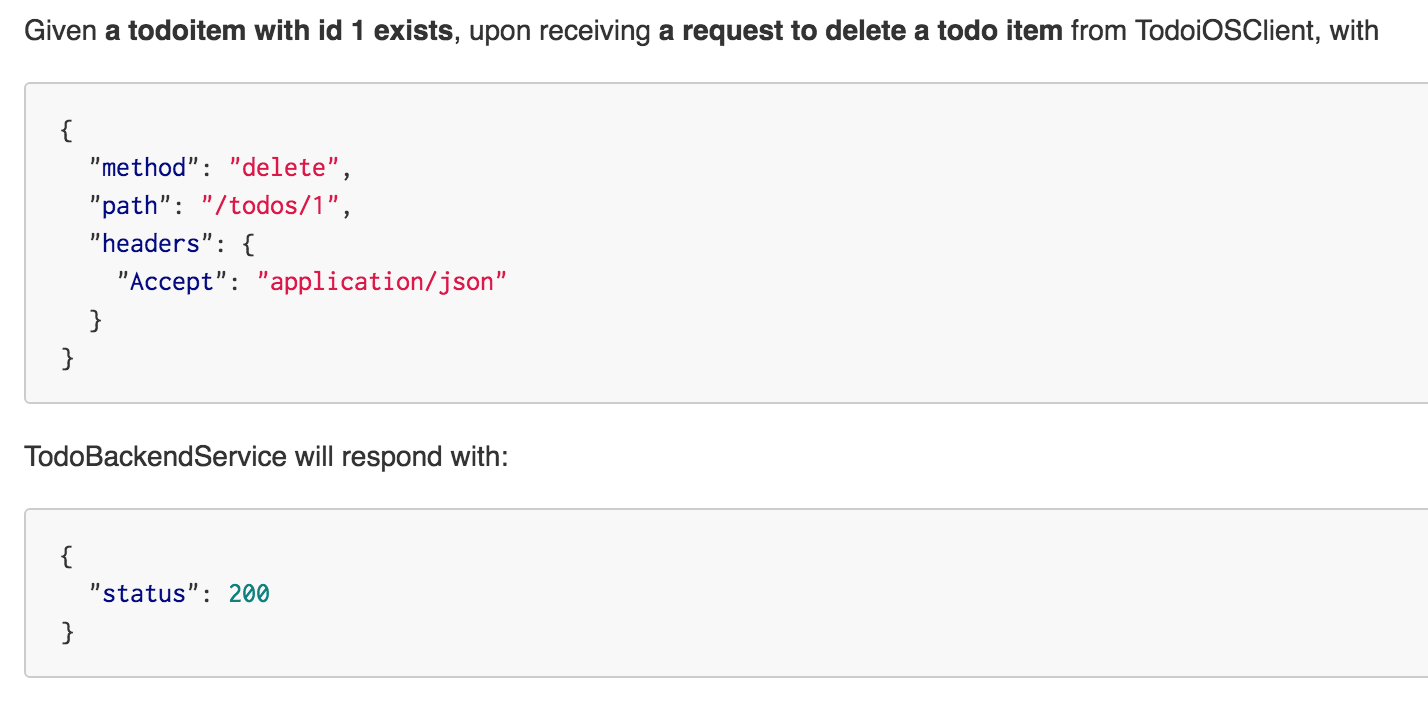 Given a todoitem with id 1 exists, upon receiving a request to delete a todo item from TodoiOSClient, with
{
"method": "delete",
"path": "/todos/1",
"headers": {
"Accept": "application/json"
}
}
TodoBackendService will respond with:
{
"status": 200
}